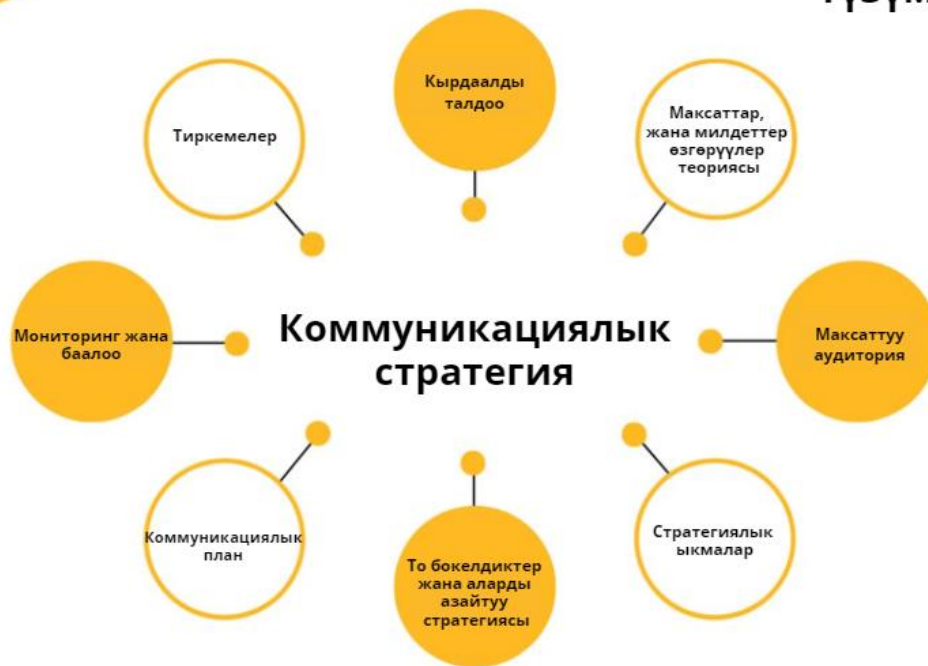 Кырдаалды
талдоо
Тиркемелер
Максаттар,
жана милдеттер
өзгөрүүлер
теориясы
Мониторинг жана
баалоо
Коммуникациялык
стратегия
Максаттуу
аудитория
Коммуникациялык
план
То бокелдиктер
жана аларды
азайтуу
стратегиясы
Стратегиялык
ыкмалар